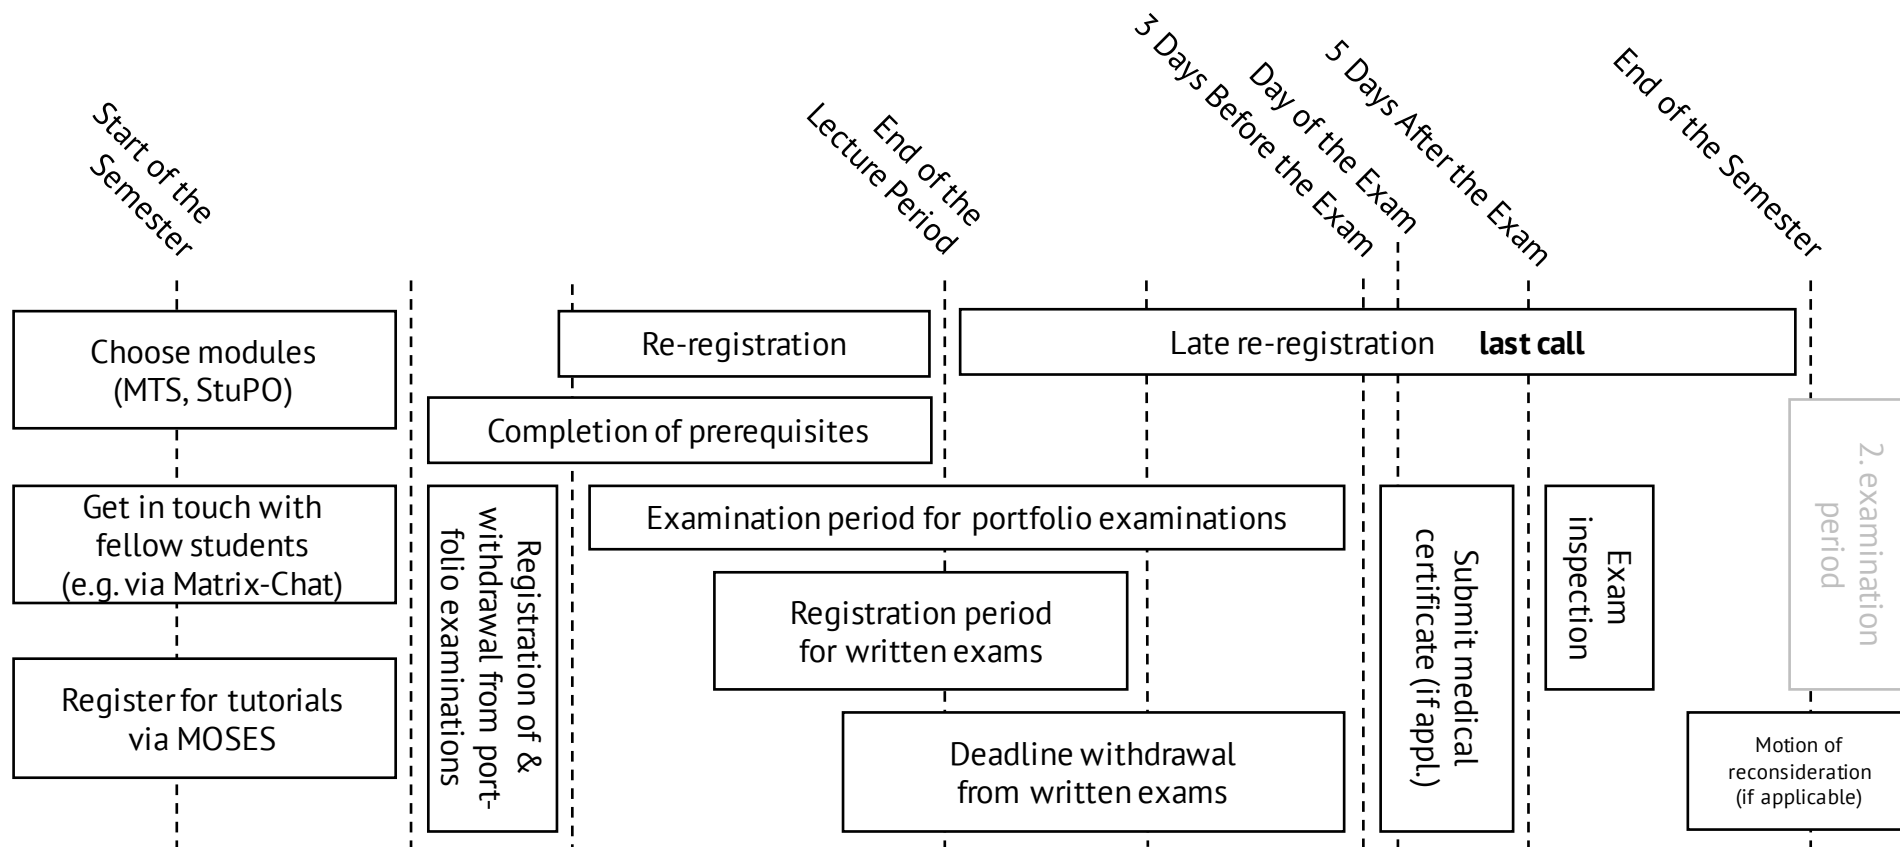 Start of the
Semester
End of the
Lecture Period
3 Days Before the Exam
Day of the Exam
5 Days After the Exam
End of the Semester
Choose modules
(MTS, StuPO)
Re-registration
Late re-registration last call
Completion of prerequisites
Get in touch with
fellow students
(e.g. via Matrix-Chat)
Registration of &
withdrawal from port-
folio examinations
Examination period for portfolio examinations
Registration period
for written exams
Submit medical
certificate (if appl.)
Exam
inspection
2. examination
period
Register for tutorials
via MOSES
Deadline withdrawal
from written exams
Motion of
reconsideration
(if applicable)